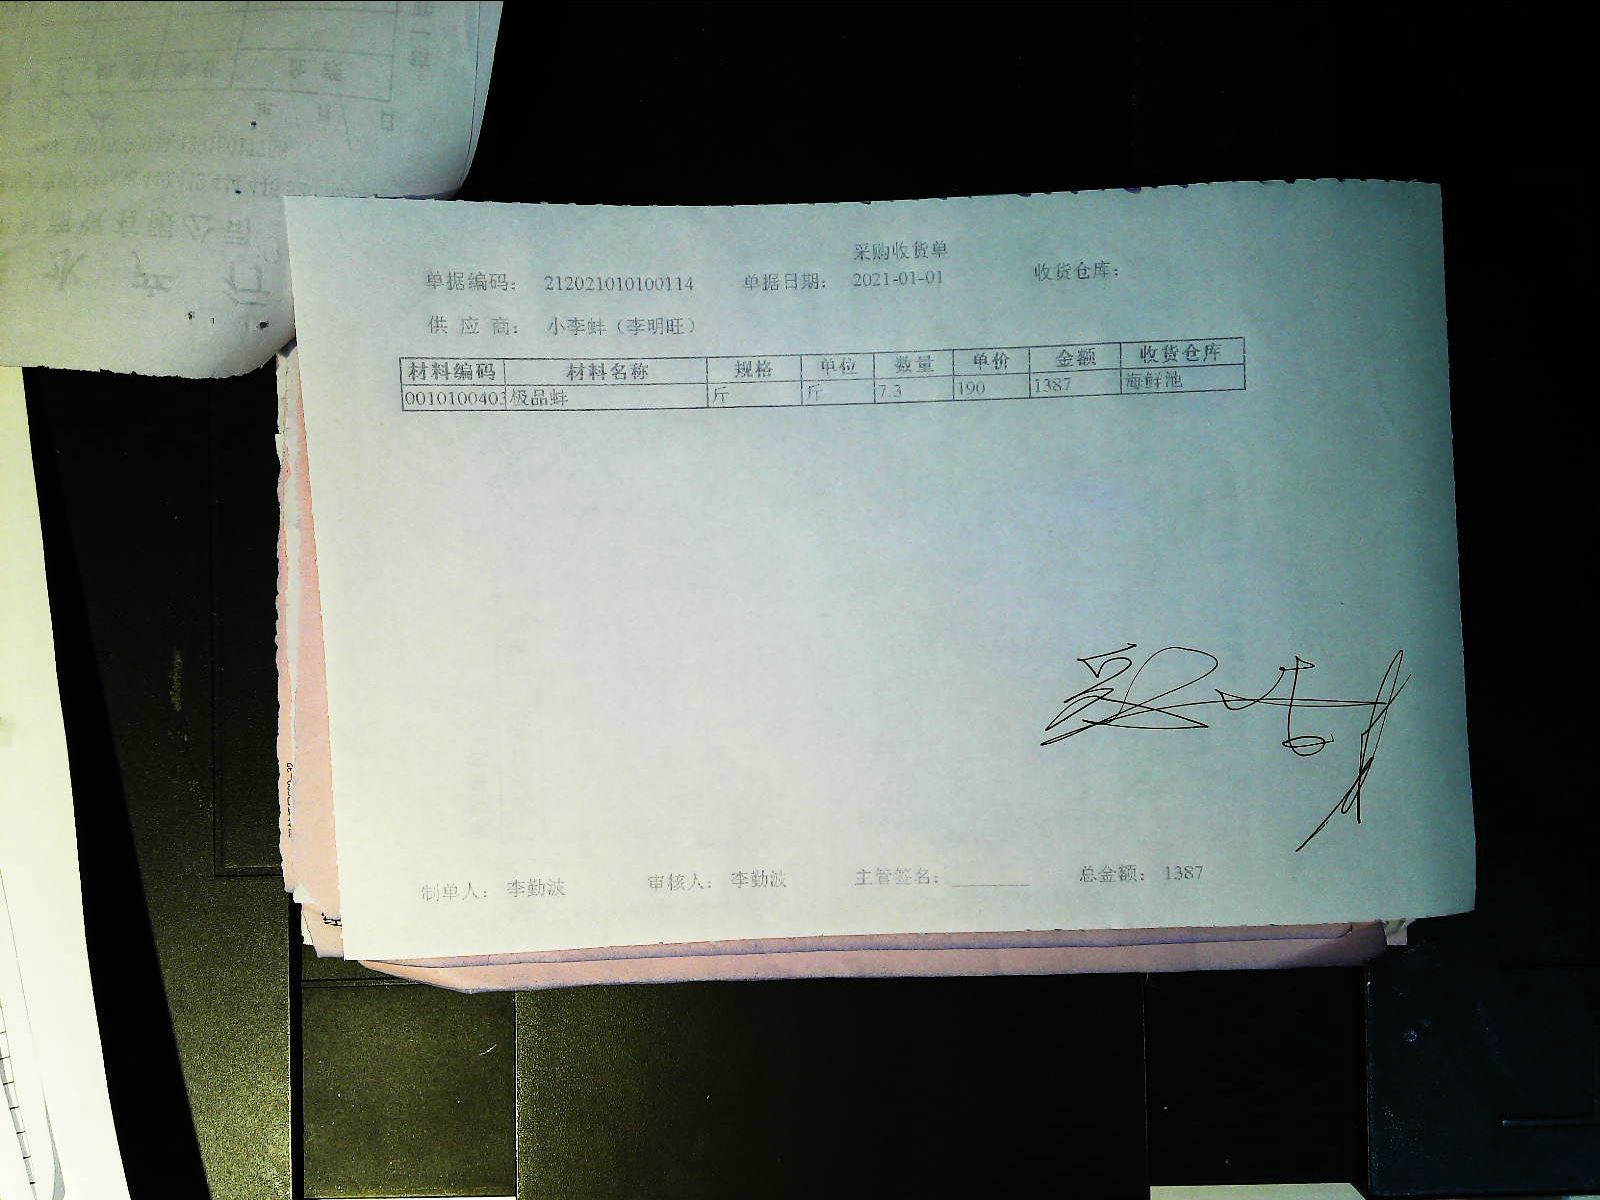 采购收货单
单据编码： 212021010100114 单据日期： 2021-01-01 收货仓库：
供 应 商： 小李蚌（李明旺）
材料编码 材料名称 规格 单位 数量 单价 金额 收货仓库
0010100403 极品蚌 斤 斤 7.3 190 1387 海鲜池
制单人： 李勤波 审核人： 李勤波 主管签名：_______ 总金额： 1387